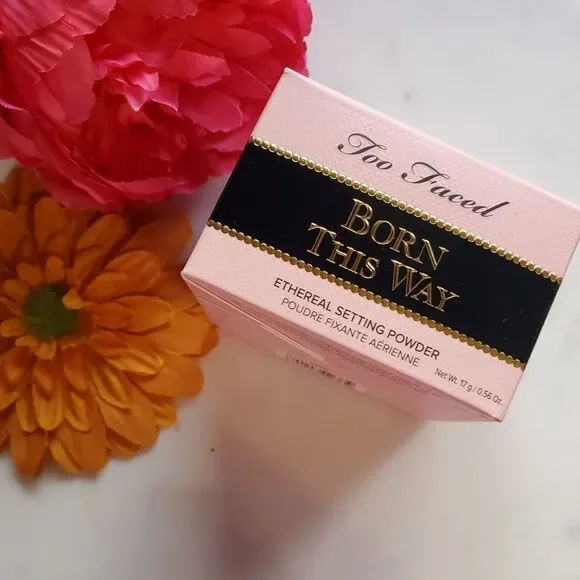 Too Faced
BORN
THIS WAY
ETHEREAL SETTING POWDER
POUDRE FIXANTE AÉRIENNE
Net Wt. 17 g / 0.56 Oz.